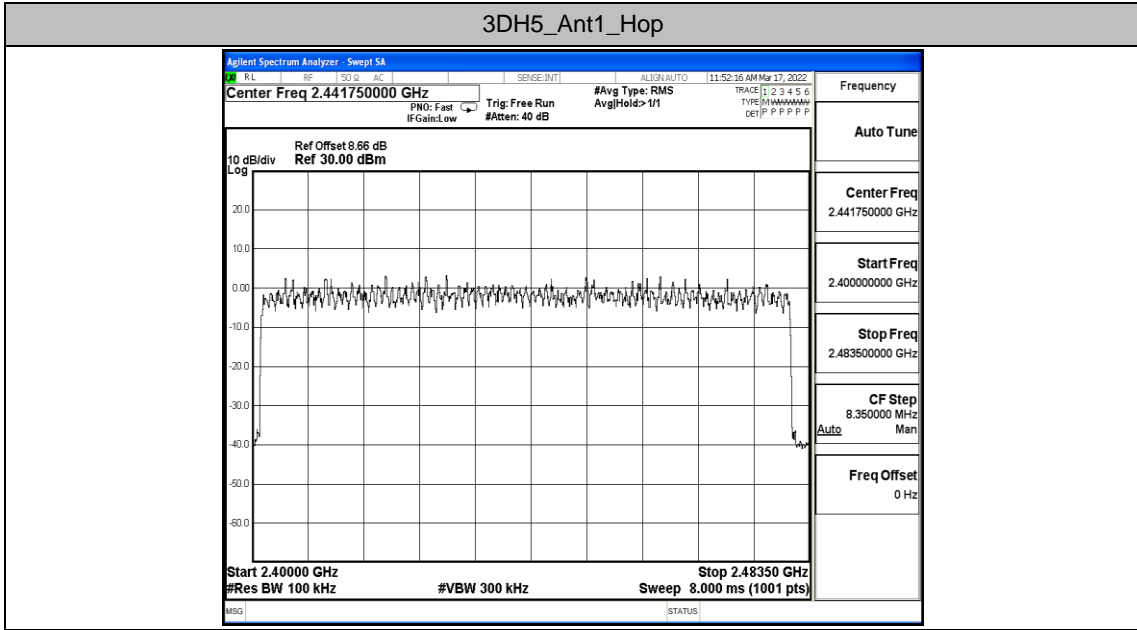 3DH5_Ant1_Hop
Agilent Spectrum Analyzer - Swept SA
LXI RL RF 50 Ω AC SENSE:INT ALIGNAUTO 11:52:16 AM Mar 17, 2022
Center Freq 2.441750000 GHz
PNO: Fast
IFGain:Low
Trig: Free Run
#Atten: 40 dB
#Avg Type: RMS
Avg|Hold:>1/1
TRACE 1 2 3 4 5 6
TYPE M
DET P P P P P P
Ref Offset 8.66 dB
10 dB/div Ref 30.00 dBm
Log
20.0
10.0
0.00
-10.0
-20.0
-30.0
-40.0
-50.0
-60.0
Start 2.40000 GHz Stop 2.48350 GHz
#Res BW 100 kHz #VBW 300 kHz Sweep 8.000 ms (1001 pts)
MSG STATUS
Frequency
Auto Tune
Center Freq
2.441750000 GHz
Start Freq
2.400000000 GHz
Stop Freq
2.483500000 GHz
CF Step
8.350000 MHz
Auto Man
Freq Offset
0 Hz